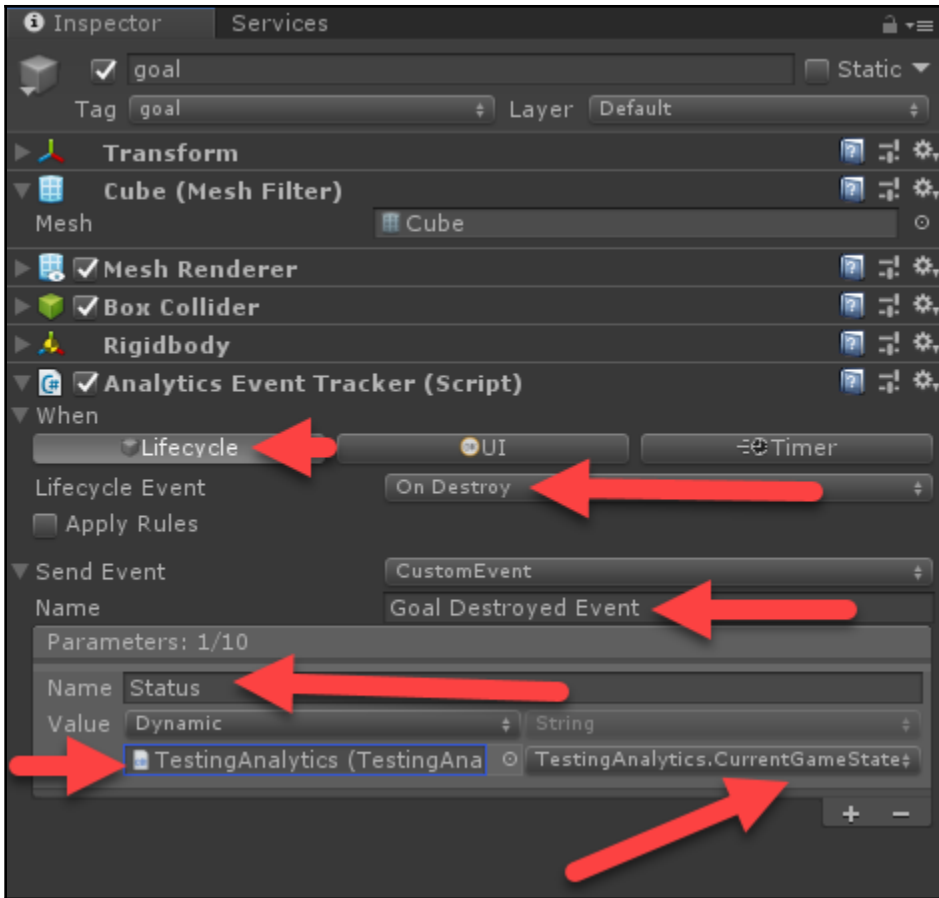 Inspector Services
goal Static
Tag goal Layer Default
Transform
Cube (Mesh Filter)
Mesh Cube
Mesh Renderer
Box Collider
Rigidbody
Analytics Event Tracker (Script)
When
Lifecycle UI Timer
Lifecycle Event On Destroy
Apply Rules
Send Event CustomEvent
Name Goal Destroyed Event
Parameters: 1/10
Name Status
Value Dynamic String
TestingAnalytics (TestingAna TestingAnalytics.CurrentGameState